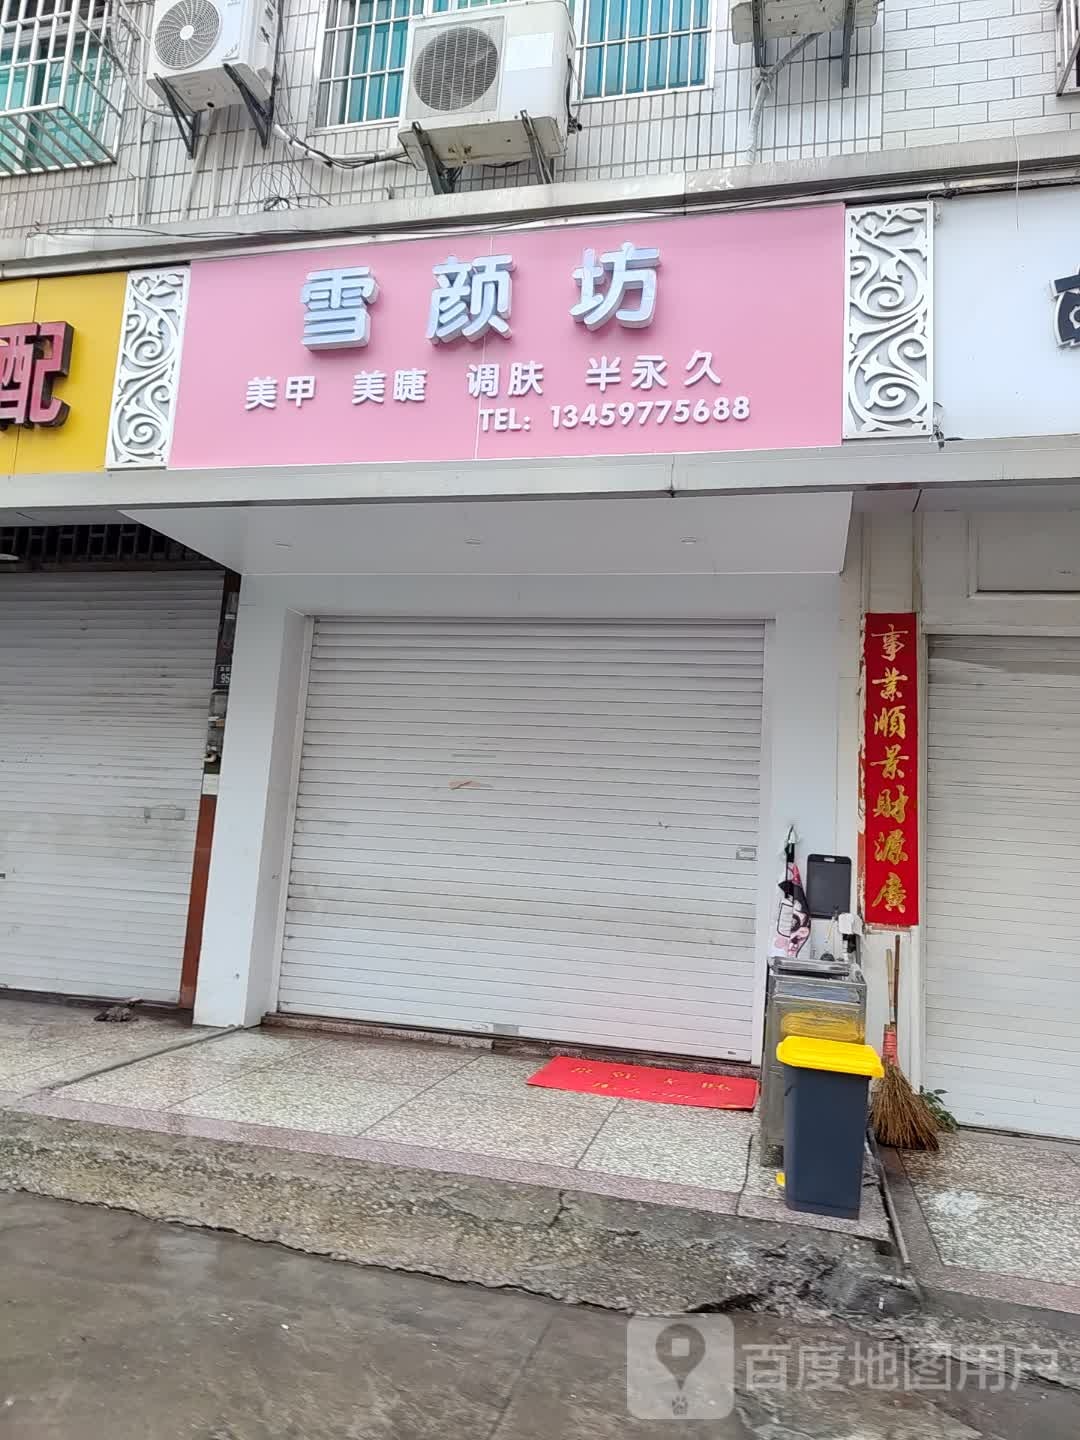 雪颜坊
美甲 美睫 调肤 半永久
TEL: 13459775688
配
事業順景財源廣
95
百度地图用户